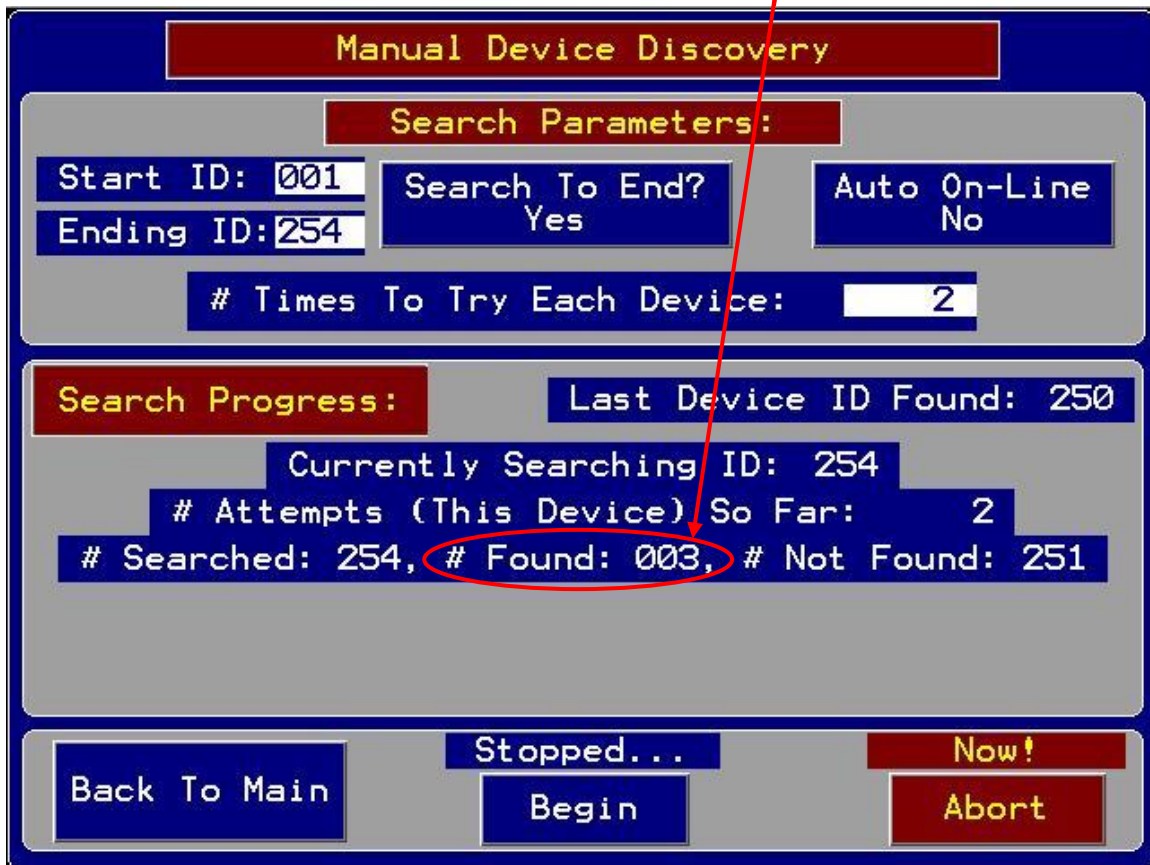 Manual Device Discovery
Search Parameters:
Start ID: 001
Ending ID: 254
Search To End?
Yes
Auto On-Line
No
# Times To Try Each Device: 2
Search Progress:
Last Device ID Found: 250
Currently Searching ID: 254
# Attempts (This Device) So Far: 2
# Searched: 254, # Found: 003, # Not Found: 251
Back To Main
Stopped...
Begin
Now!
Abort